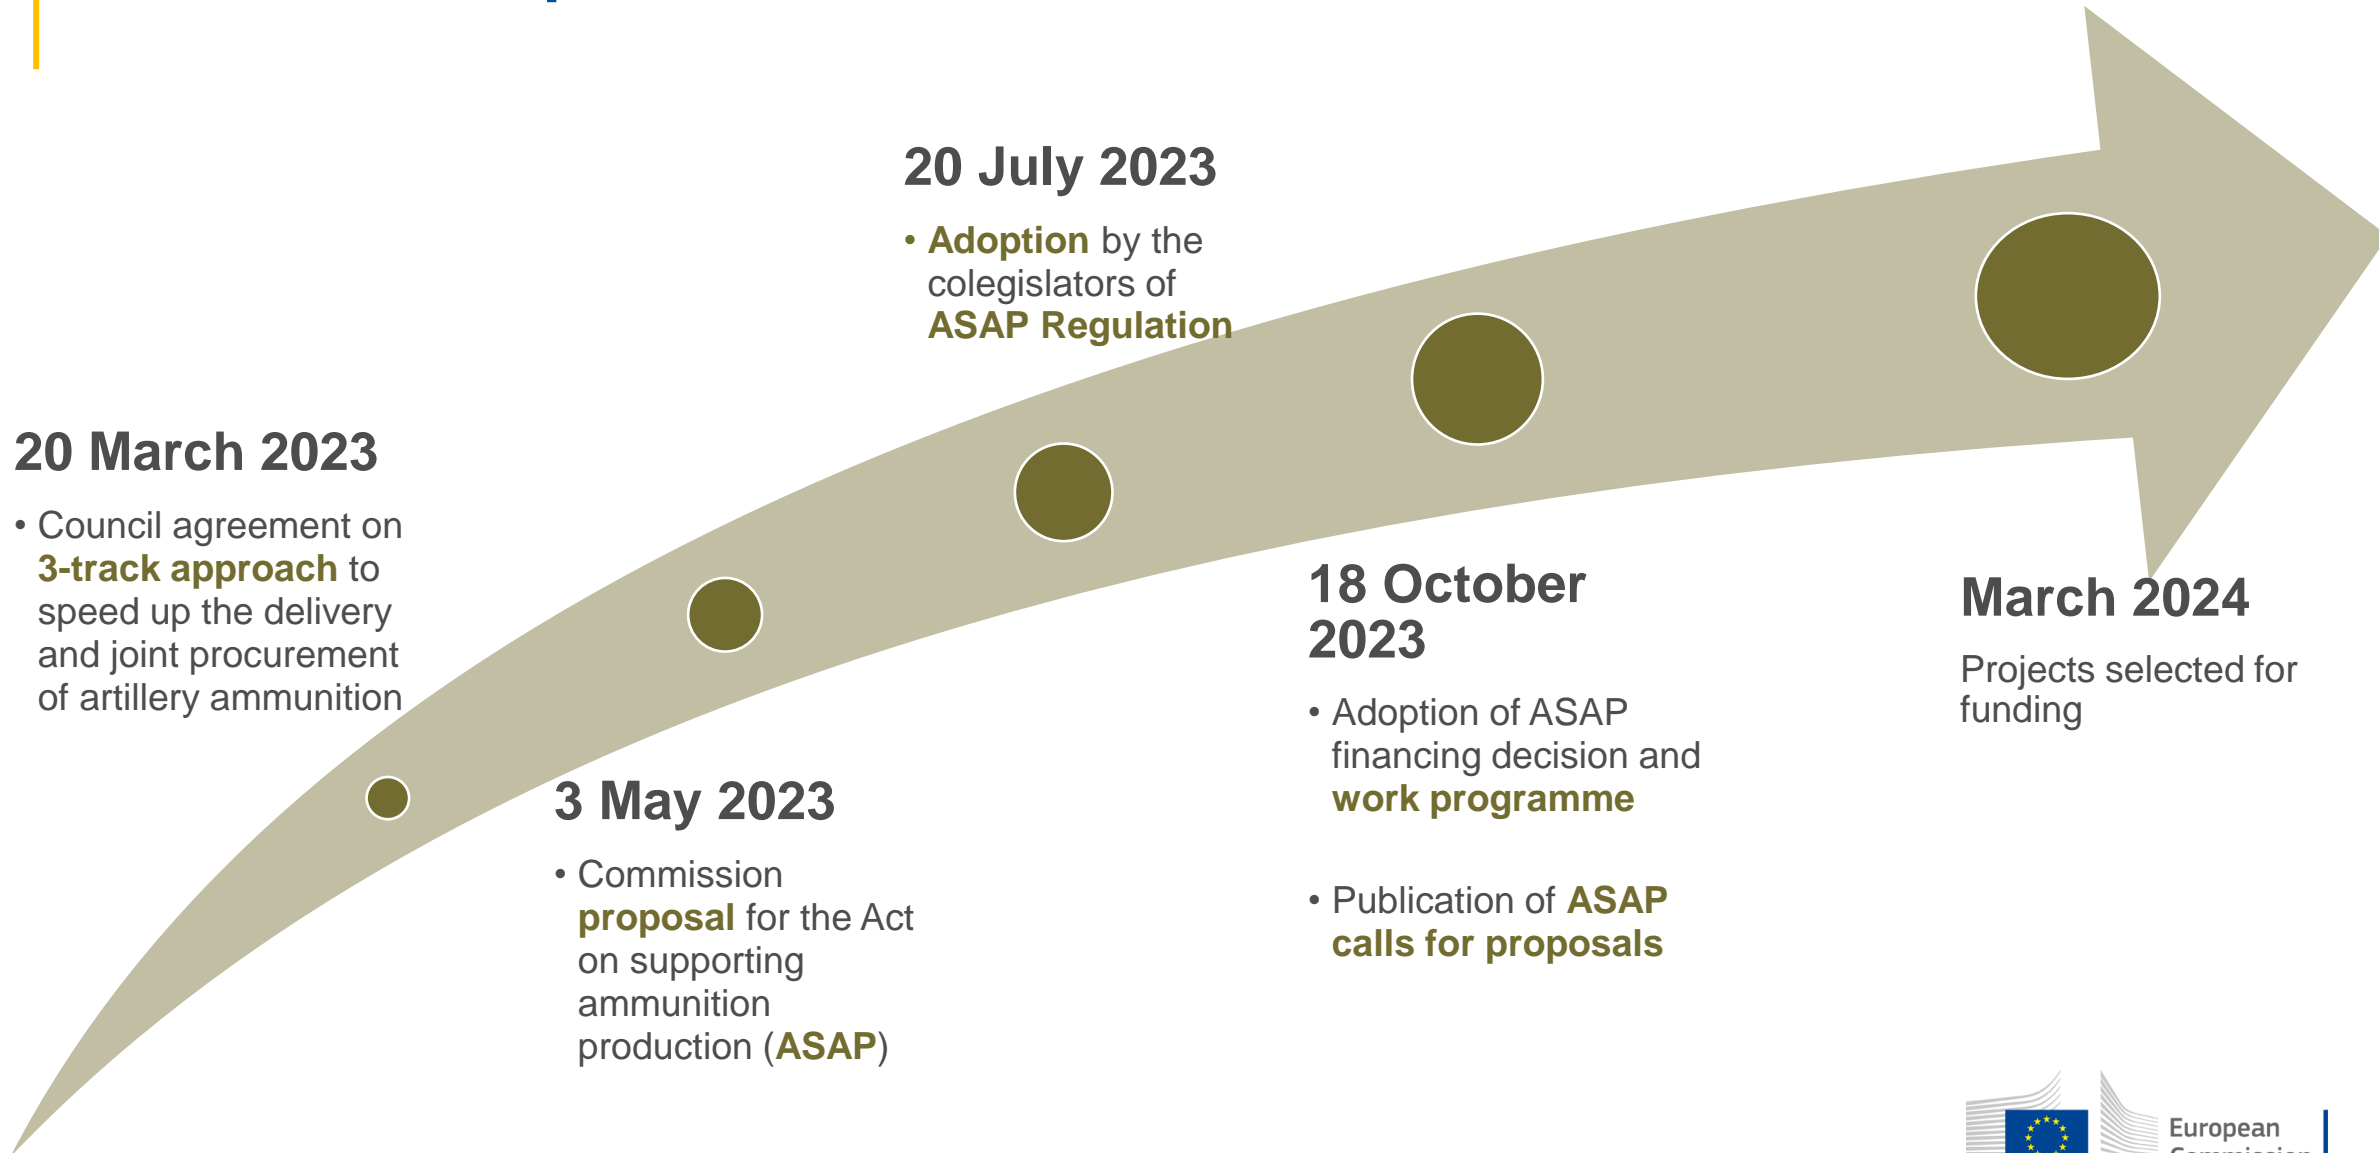 20 March 2023
• Council agreement on
3-track approach to
speed up the delivery
and joint procurement
of artillery ammunition
3 May 2023
• Commission
proposal for the Act
on supporting
ammunition
production (ASAP)
20 July 2023
• Adoption by the
colegislators of
ASAP Regulation
18 October
2023
• Adoption of ASAP
financing decision and
work programme
• Publication of ASAP
calls for proposals
March 2024
Projects selected for
funding
European
Commission